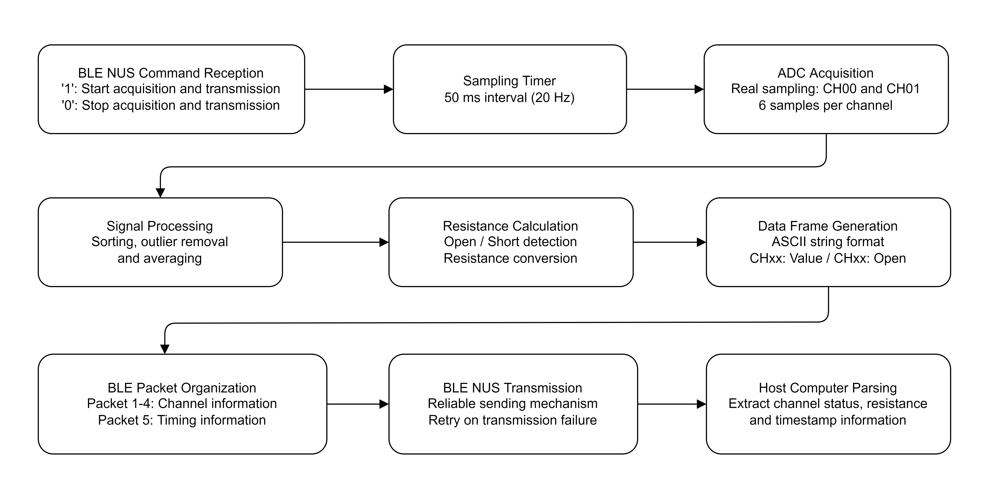 BLE NUS Command Reception
'1': Start acquisition and transmission
'0': Stop acquisition and transmission
Sampling Timer
50 ms interval (20 Hz)
ADC Acquisition
Real sampling: CH00 and CH01
6 samples per channel
Signal Processing
Sorting, outlier removal
and averaging
Resistance Calculation
Open / Short detection
Resistance conversion
Data Frame Generation
ASCII string format
CHxx: Value / CHxx: Open
BLE Packet Organization
Packet 1-4: Channel information
Packet 5: Timing information
BLE NUS Transmission
Reliable sending mechanism
Retry on transmission failure
Host Computer Parsing
Extract channel status, resistance
and timestamp information